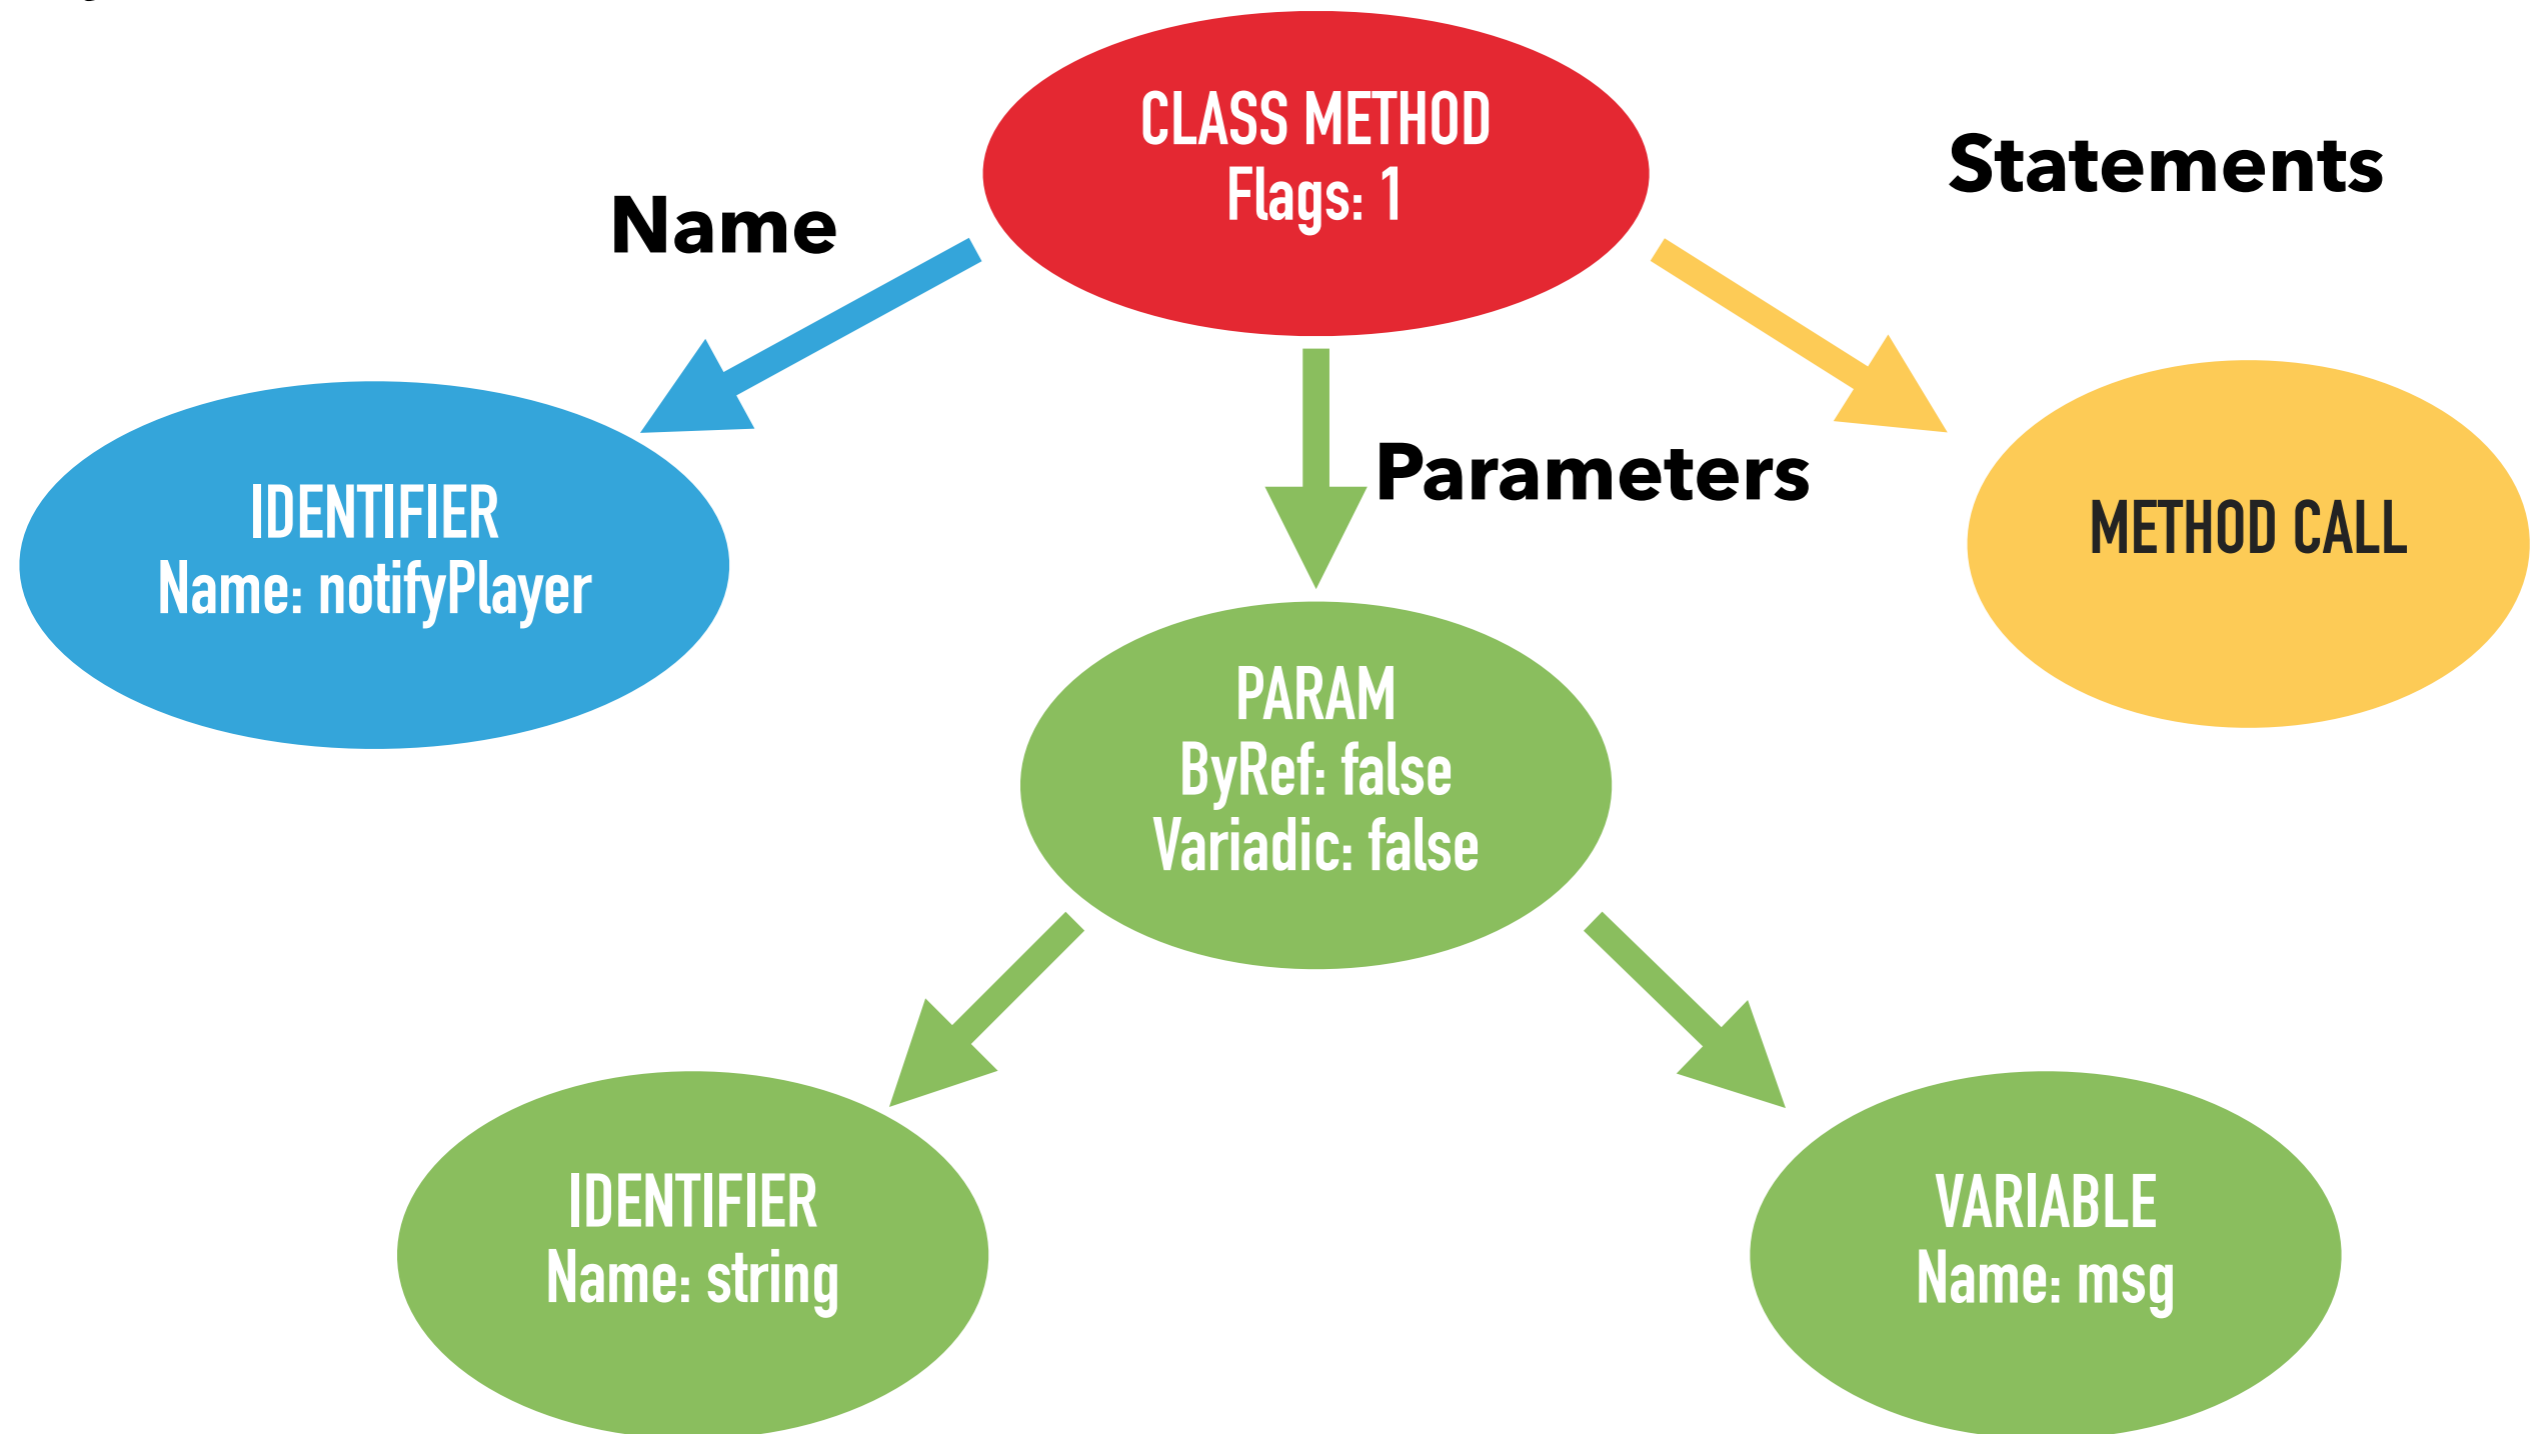 CLASS METHOD
Flags: 1
Name
Statements
Parameters
IDENTIFIER
Name: notifyPlayer
METHOD CALL
PARAM
ByRef: false
Variadic: false
IDENTIFIER
Name: string
VARIABLE
Name: msg